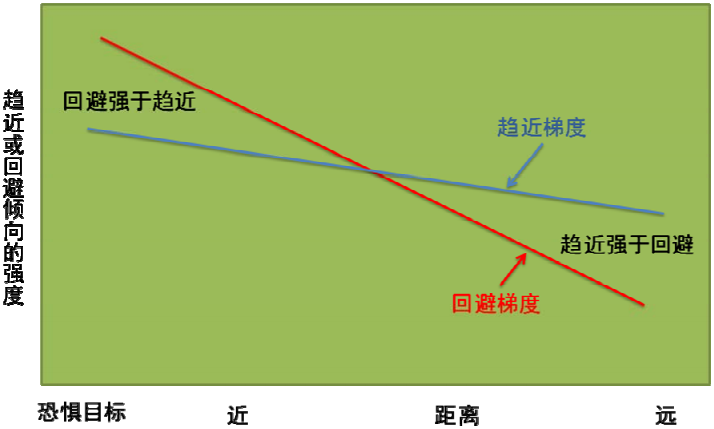 趋近或回避倾向的强度
回避强于趋近
趋近梯度
趋近强于回避
回避梯度
恐惧目标 近 距离 远